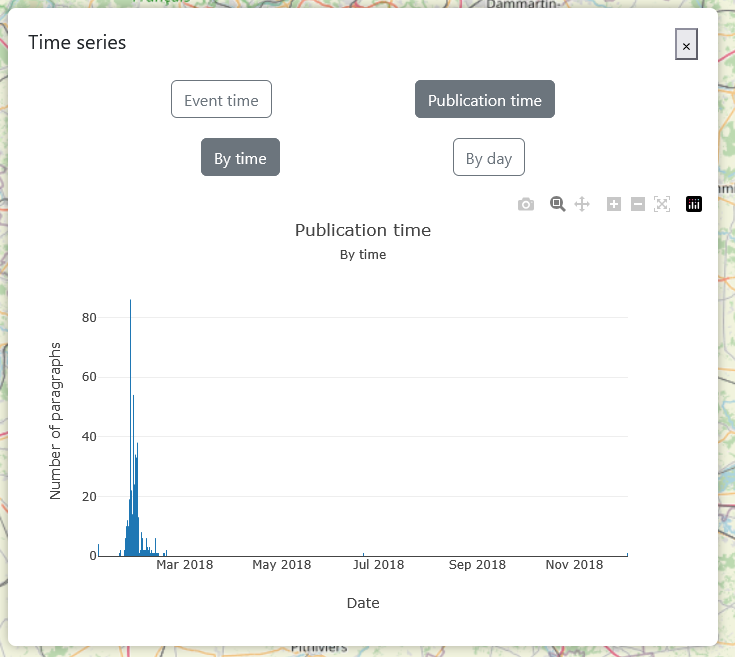 Français
Dammartin-
Time series
×
Event time
Publication time
By time
By day
Publication time
By time
Number of paragraphs
80
60
40
20
0
Mar 2018
May 2018
Jul 2018
Sep 2018
Nov 2018
Date
Pithiviers